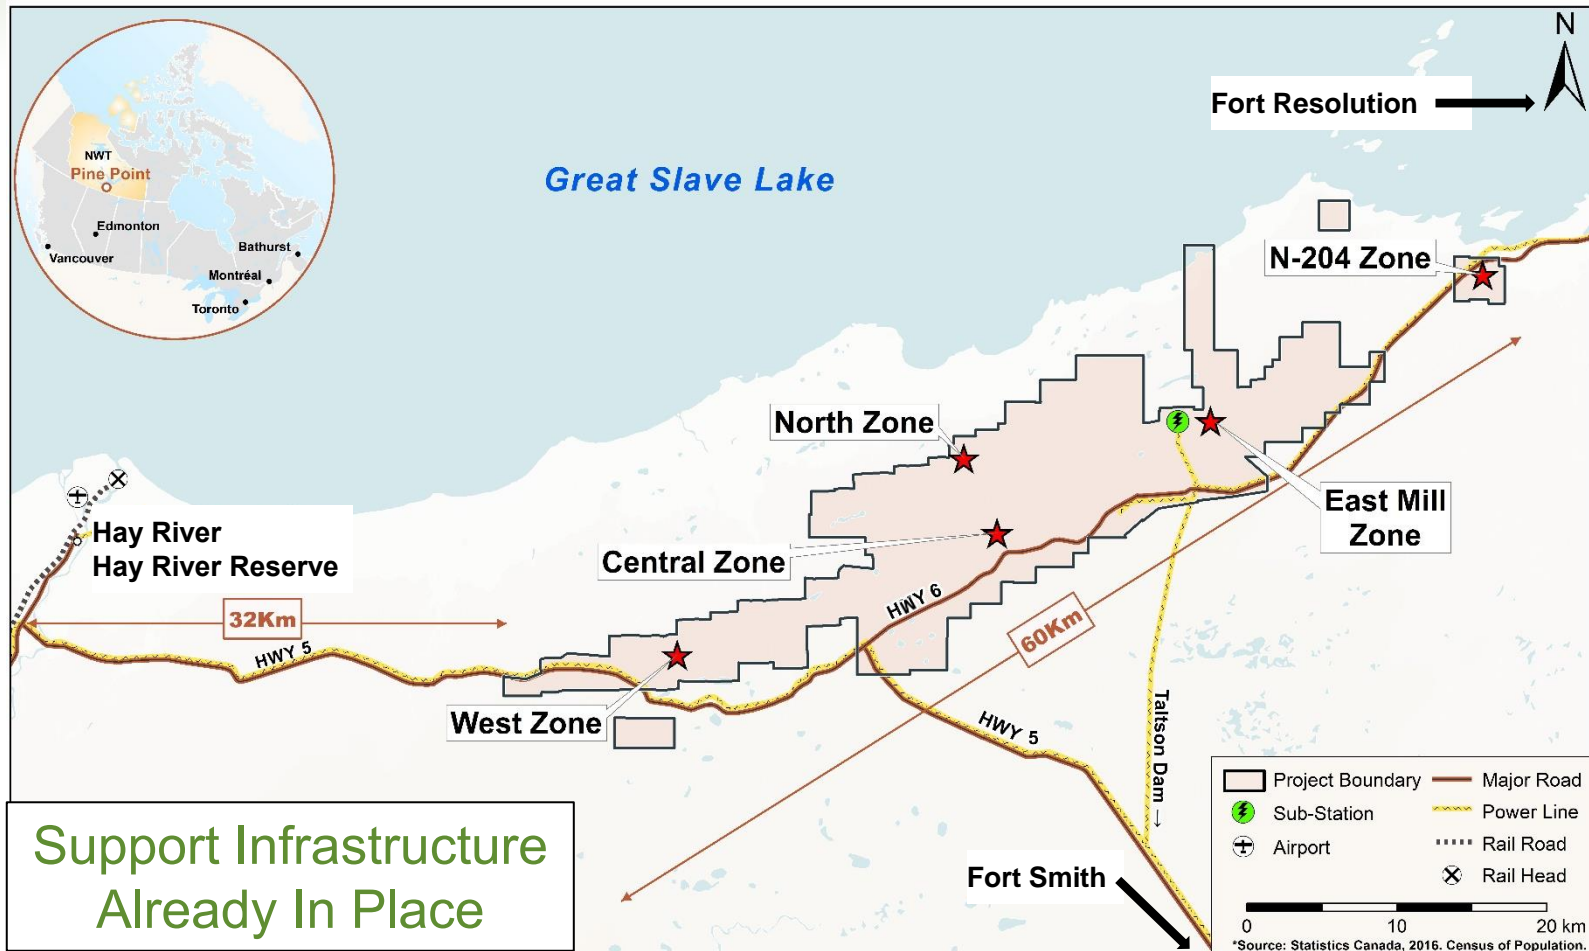 N
Fort Resolution
NWT
Pine Point
Edmonton
Vancouver
Bathurst
Montréal
Toronto
Great Slave Lake
N-204 Zone
North Zone
East Mill
Zone
Hay River
Hay River Reserve
Central Zone
32Km
HWY 5
HWY 6
60Km
West Zone
HWY 5
Taltson Dam →
Support Infrastructure
Already In Place
Fort Smith
Project Boundary
Major Road
Sub-Station
Power Line
Airport
Rail Road
Rail Head
0 10 20 km
*Source: Statistics Canada, 2016. Census of Population.